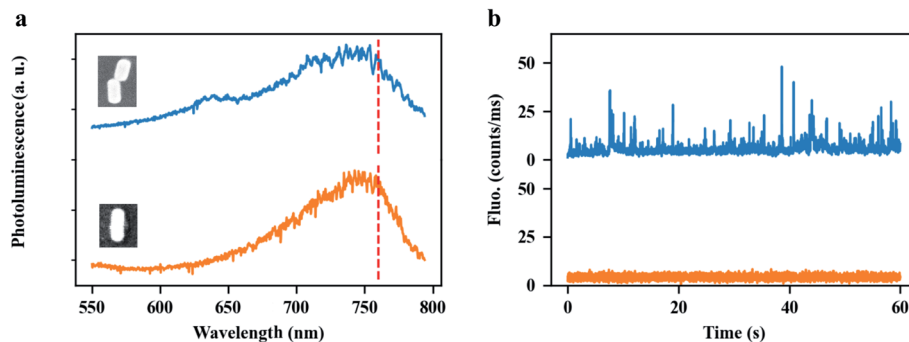 a
Photoluminescence (a. u.)
550 600 650 700 750 800
Wavelength (nm)
b
Fluo. (counts/ms)
50
25
0
50
25
0
0 20 40 60
Time (s)